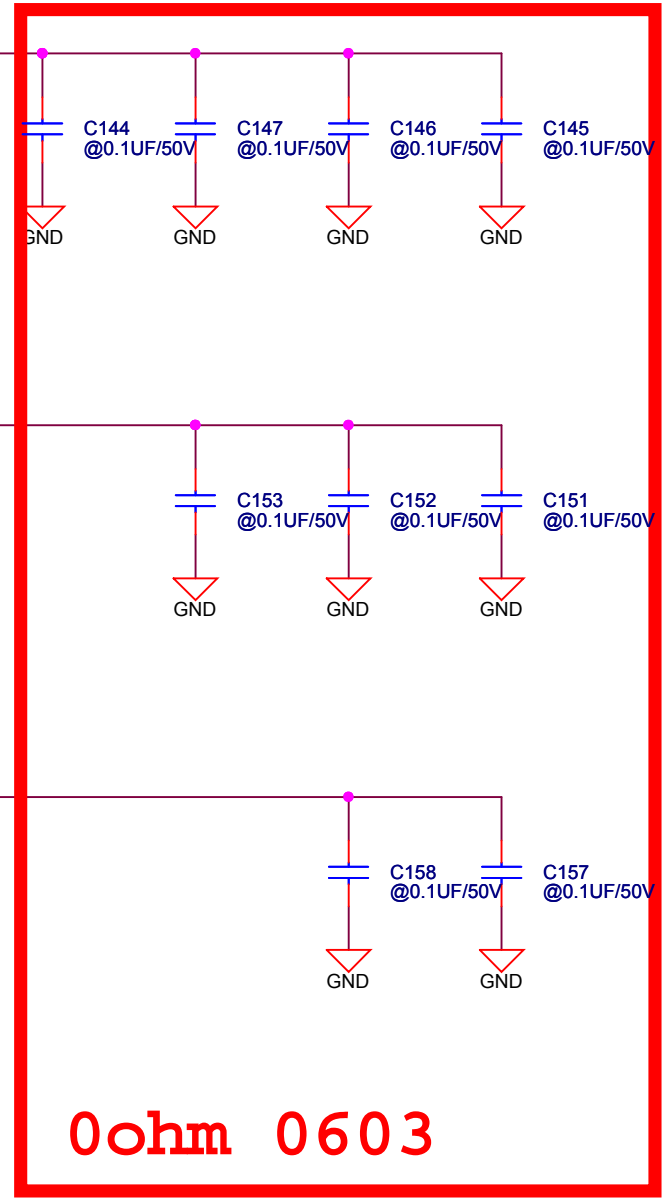 C144 C147 C146 C145
@0.1UF/50V @0.1UF/50V @0.1UF/50V @0.1UF/50V
GND GND GND GND
C153 C152 C151
@0.1UF/50V @0.1UF/50V @0.1UF/50V
GND GND GND
C158 C157
@0.1UF/50V @0.1UF/50V
GND GND
0ohm 0603